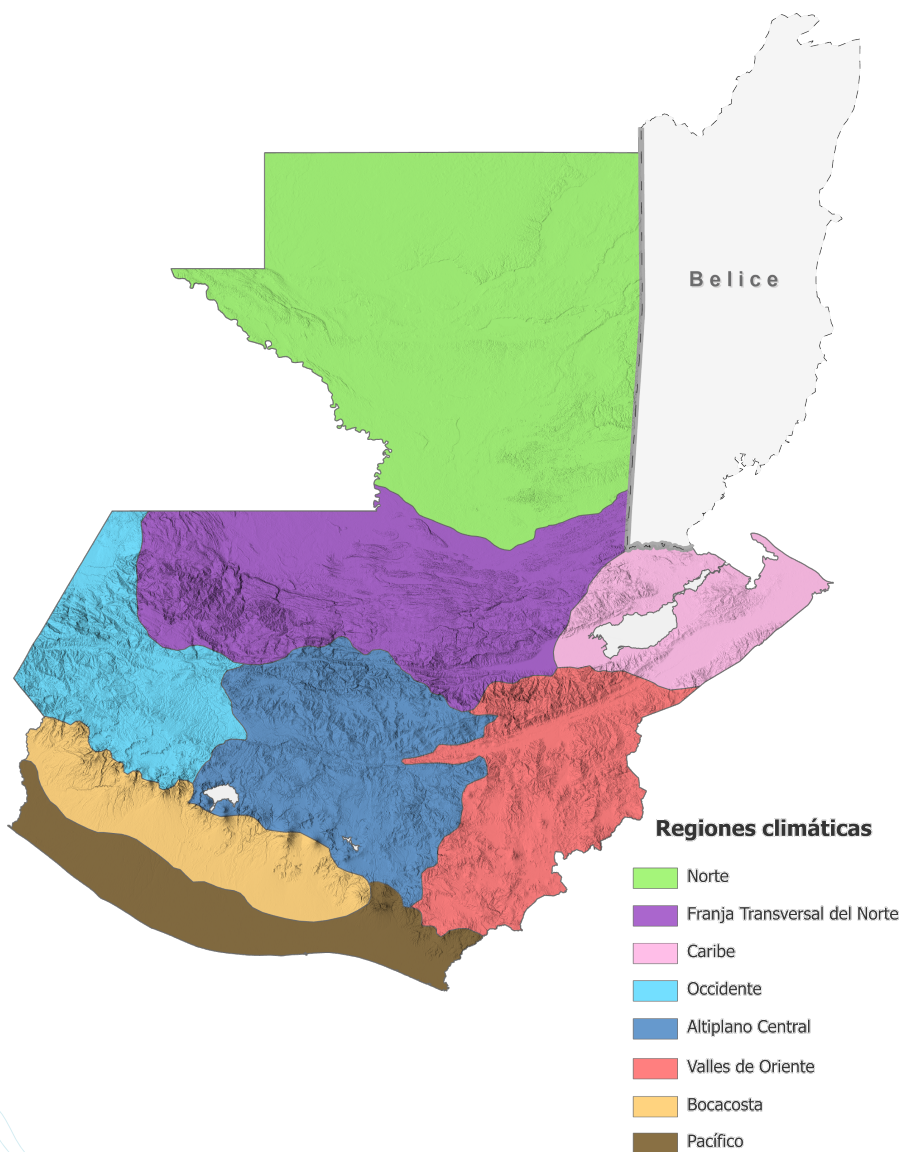 Belice
Regiones climáticas
Norte
Franja Transversal del Norte
Caribe
Occidente
Altiplano Central
Valles de Oriente
Bocacosta
Pacífico